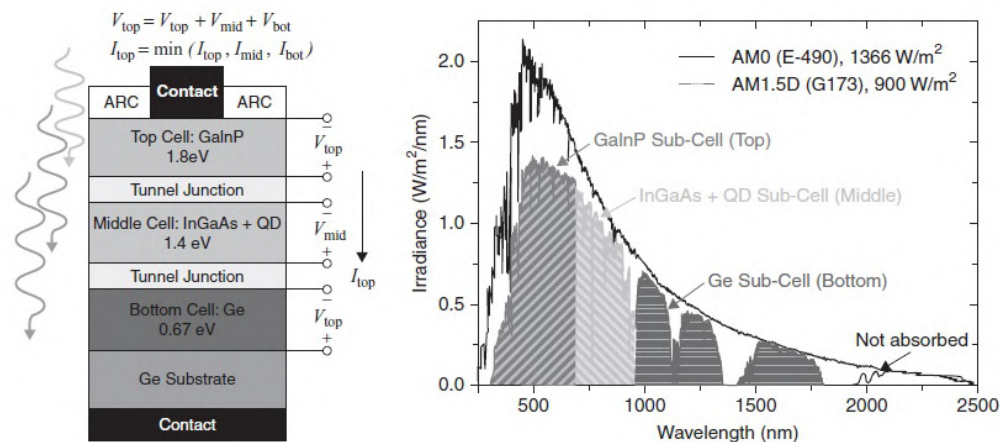 V_top = V_top + V_mid + V_bot
I_top = min (I_top, I_mid, I_bot)
Contact
ARC
ARC
Top Cell: GaInP
1.8eV
Tunnel Junction
Middle Cell: InGaAs + QD
1.4 eV
Tunnel Junction
Bottom Cell: Ge
0.67 eV
Ge Substrate
Contact
−
V_top
+
−
V_mid
+
−
V_top
+
I_top
AM0 (E-490), 1366 W/m²
AM1.5D (G173), 900 W/m²
GaInP Sub-Cell (Top)
InGaAs + QD Sub-Cell (Middle)
Ge Sub-Cell (Bottom)
Not absorbed
Irradiance (W/m²/nm)
2.0
1.5
1.0
0.5
0.0
500
1000
1500
2000
2500
Wavelength (nm)